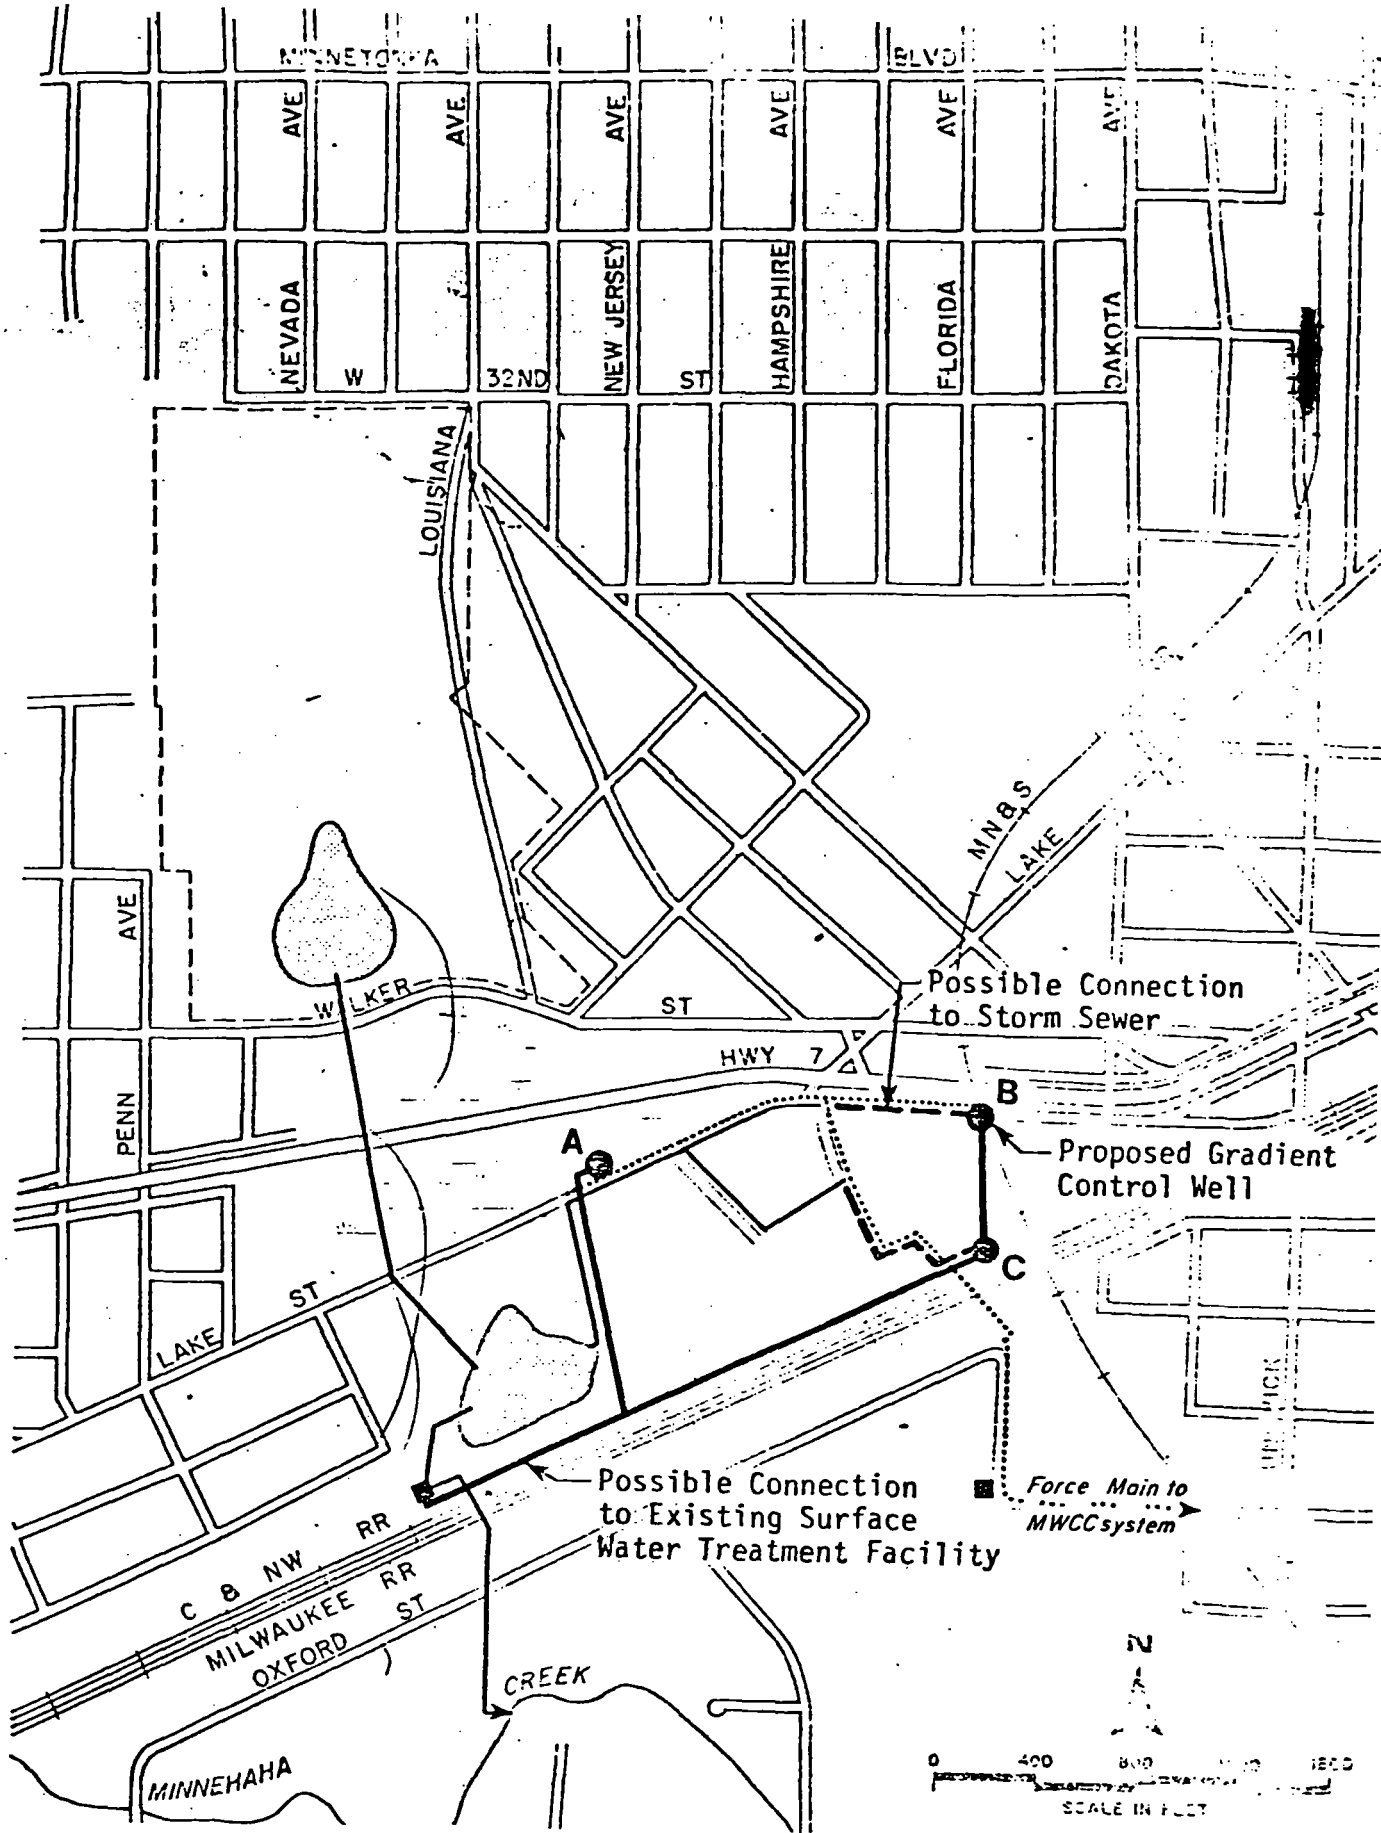 BLVD
AVE
AVE
AVE
AVE
AVE
AVE
NEVADA
NEW JERSEY
HAMPSHIRE
FLORIDA
DAKOTA
W 32ND ST
LOUISIANA
MN&S
LAKE
AVE
PENN
ST
HWY 7
Possible Connection
to Storm Sewer
A
B
Proposed Gradient
Control Well
C
LAKE ST
Possible Connection
to Existing Surface
Water Treatment Facility
Force Main to
MWCC system
C & NW RR
MILWAUKEE RR
OXFORD ST
CREEK
MINNEHAHA
N
0 400 800
SCALE IN FEET